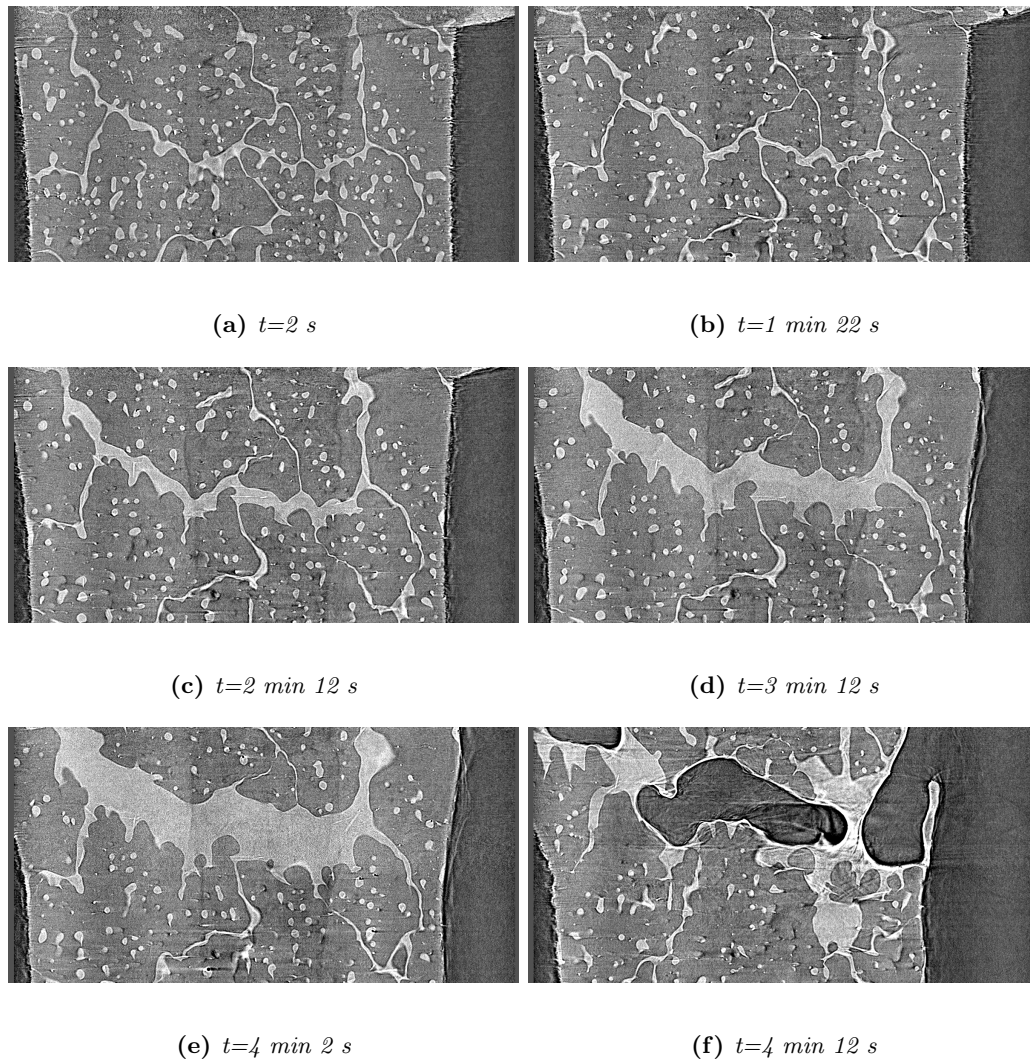 (a) t=2 s
(b) t=1 min 22 s
(c) t=2 min 12 s
(d) t=3 min 12 s
(e) t=4 min 2 s
(f) t=4 min 12 s